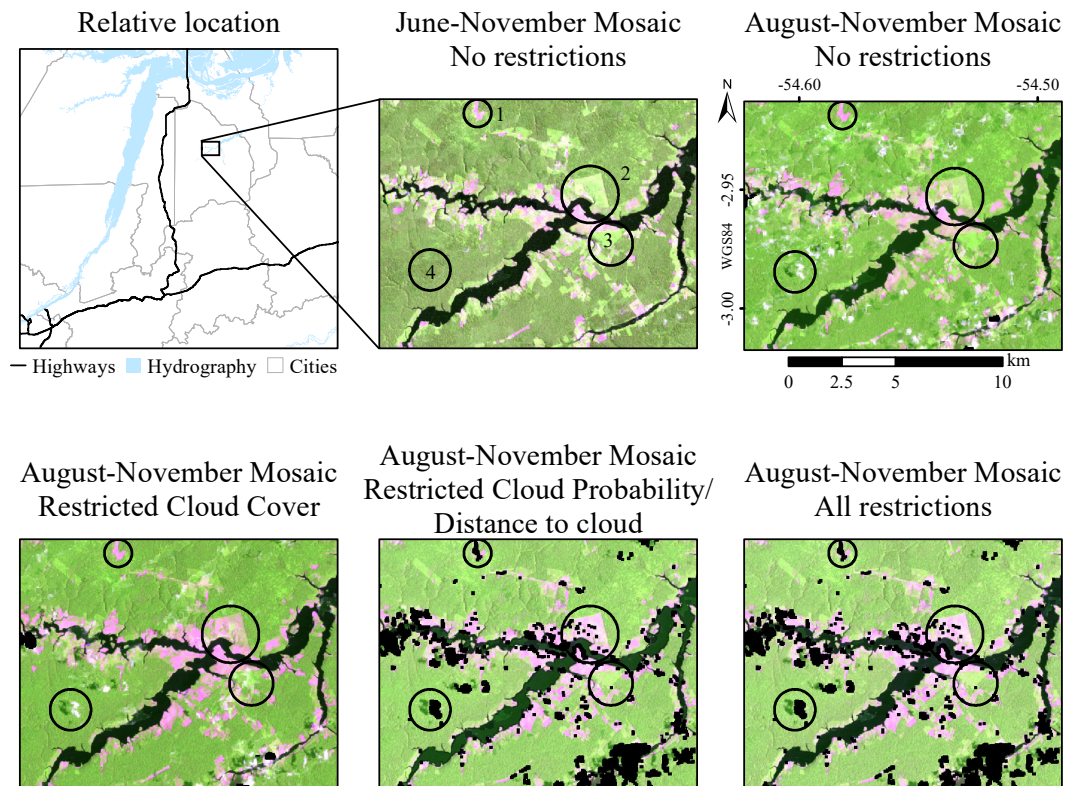 Relative location
June-November Mosaic
No restrictions
August-November Mosaic
No restrictions
N
-54.60
-54.50
1
2
3
4
-2.95
WGS84
-3.00
Highways Hydrography Cities
km
0 2.5 5 10
August-November Mosaic
Restricted Cloud Cover
August-November Mosaic
Restricted Cloud Probability/
Distance to cloud
August-November Mosaic
All restrictions